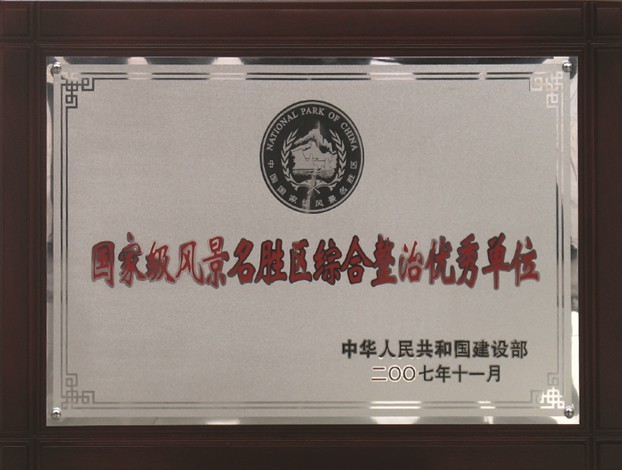 NATIONAL PARK OF CHINA
中国国家级风景名胜区
国家级风景名胜区综合整治优秀单位
中华人民共和国建设部
二〇〇七年十一月